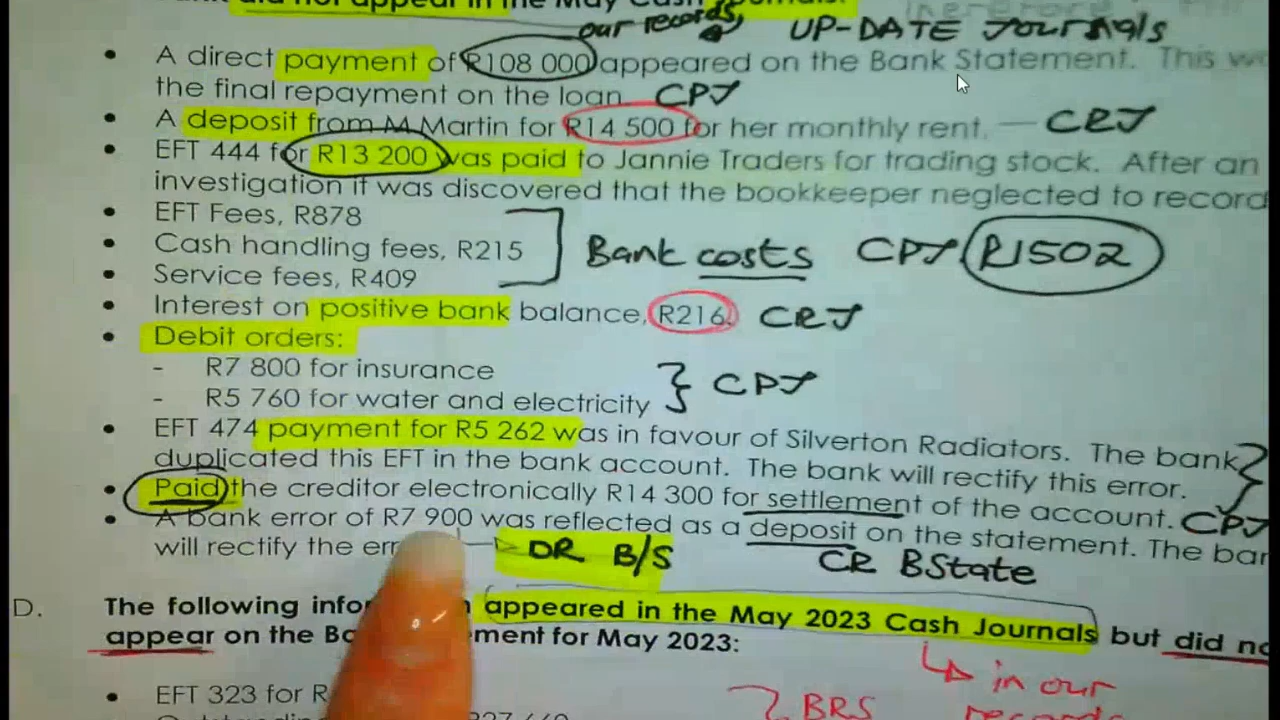 did not appear in the May Cash Journals:
our records, UP-DATE Journals
• A direct payment of R108 000 appeared on the Bank Statement. This
the final repayment on the loan. CPJ
• A deposit from M Martin for R14 500 for her monthly rent. — CRJ
• EFT 444 for R13 200 was paid to Jannie Traders for trading stock. After an
investigation it was discovered that the bookkeeper neglected to record
• EFT Fees, R878
• Cash handling fees, R215 Bank costs CPJ R1502
• Service fees, R409
• Interest on positive bank balance, R216. CRJ
• Debit orders:
- R7 800 for insurance
- R5 760 for water and electricity } CPJ
• EFT 474 payment for R5 262 was in favour of Silverton Radiators. The bank
duplicated this EFT in the bank account. The bank will rectify this error.
• Paid the creditor electronically R14 300 for settlement of the account. CPJ
• A bank error of R7 900 was reflected as a deposit on the statement. The
will rectify the DR B/S CR BState
D. The following appeared in the May 2023 Cash Journals but did
appear on the for May 2023:
in our
• EFT 323 for BRS